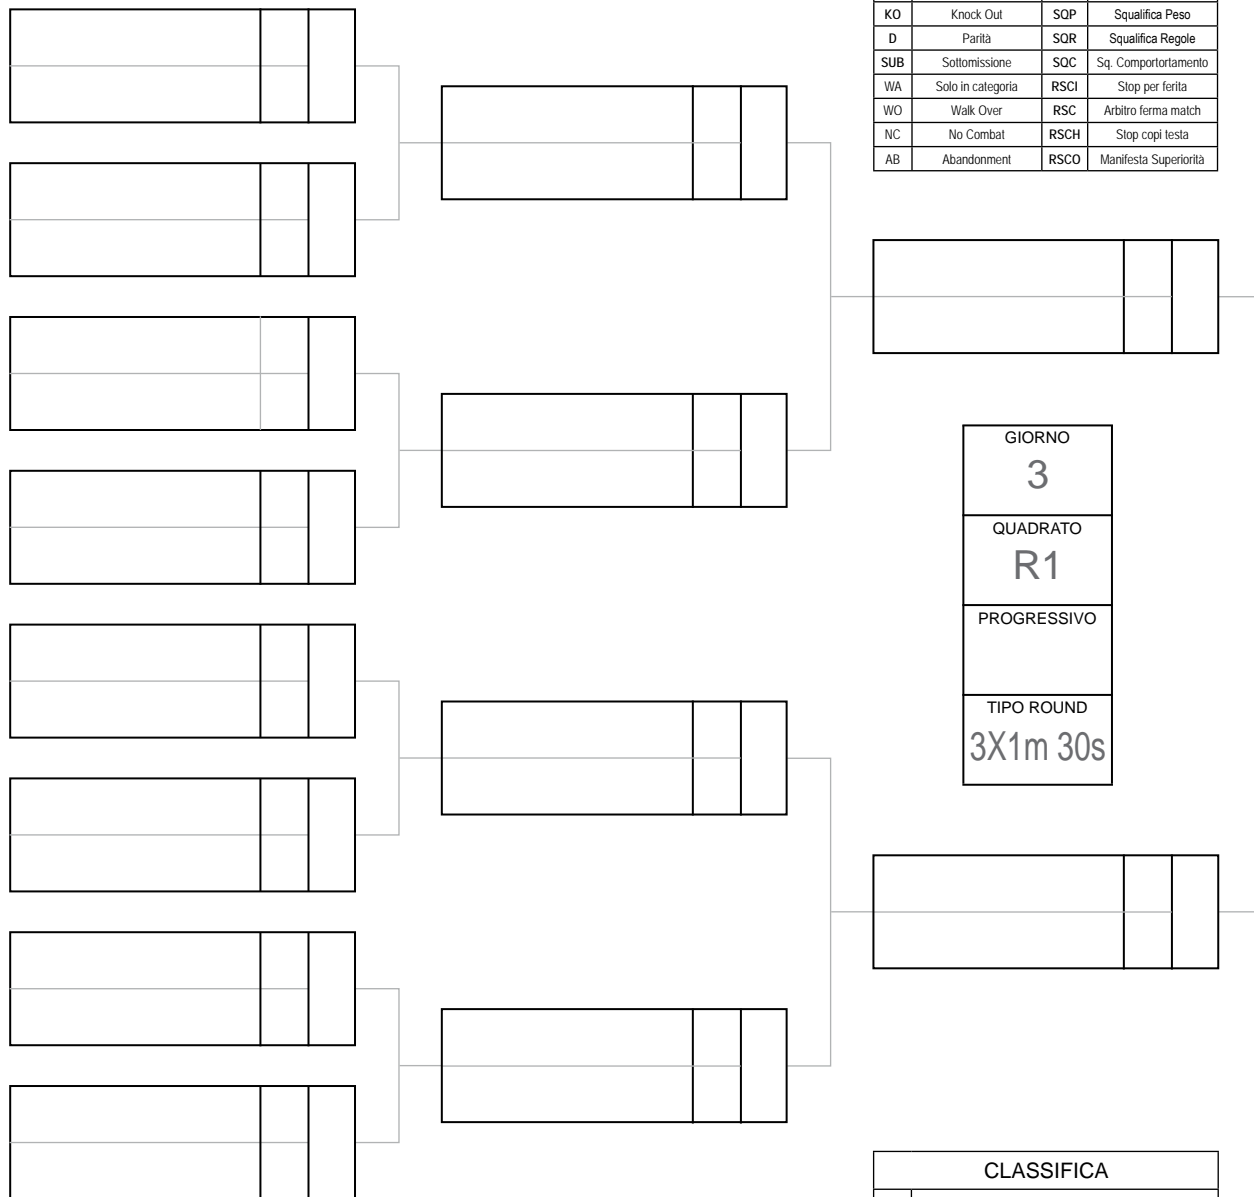 KO Knock Out SQP Squalifica Peso
D Parità SQR Squalifica Regole
SUB Sottomissione SQC Sq. Comportortamento
WA Solo in categoria RSCI Stop per ferita
WO Walk Over RSC Arbitro ferma match
NC No Combat RSCH Stop copi testa
AB Abandonment RSCO Manifesta Superiorità
GIORNO
3
QUADRATO
R1
PROGRESSIVO
TIPO ROUND
3X1m 30s
CLASSIFICA